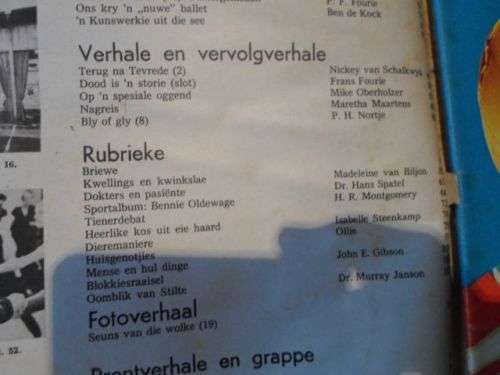 Ons kry 'n „nuwe" ballet P. F. Fourie
'n Kunswerkie uit die see Ben de Kock
Verhale en vervolgverhale
Terug na Tevrede (2) Nickey van Schalkwyk
Dood is 'n storie (slot) Frans Fourie
Op 'n spesiale oggend Mike Oberholzer
Nagreis Maretha Maartens
Bly of gly (8) P. H. Nortje
16.
Rubrieke
Briewe
Kwellings en kwinkslae Madeleine van Biljon
Dokters en pasiënte Dr. Hans Spatel
Sportalbum: Bennie Oldewage H. R. Montgomery
Tienerdebat
Heerlike kos uit eie haard Isabelle Steenkamp
Dieremaniere Ollie
Huisgenotjies
Mense en hul dinge John E. Gibson
Blokkiesraaisel
Oomblik van Stilte Dr. Murray Janson
52.
Fotoverhaal
Seuns van die wolke (19)
Prentverhale en grappe